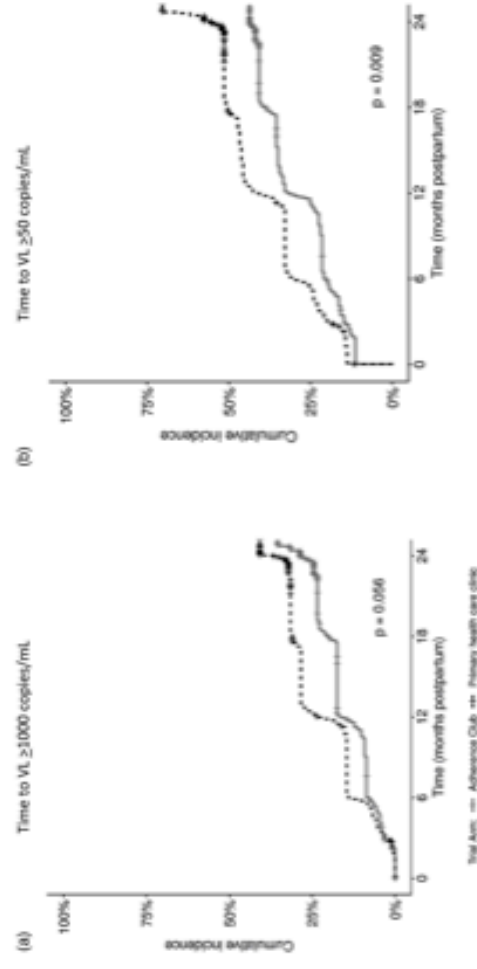 (a)
Time to VL ≥1000 copies/mL
100%
75%
50%
25%
0%
Cumulative incidence
p = 0.056
0 6 12 18 24
Time (months postpartum)
Trial Arm: Adherence Club Primary health care clinic
(b)
Time to VL ≥50 copies/mL
100%
75%
50%
25%
0%
Cumulative incidence
p = 0.009
0 6 12 18 24
Time (months postpartum)